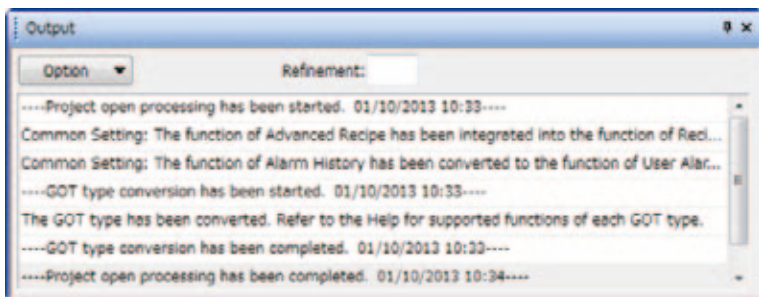 Output
Option Refinement:
----Project open processing has been started. 01/10/2013 10:33----
Common Setting: The function of Advanced Recipe has been integrated into the function of Reci...
Common Setting: The function of Alarm History has been converted to the function of User Alar...
----GOT type conversion has been started. 01/10/2013 10:33----
The GOT type has been converted. Refer to the Help for supported functions of each GOT type.
----GOT type conversion has been completed. 01/10/2013 10:33----
----Project open processing has been completed. 01/10/2013 10:34----